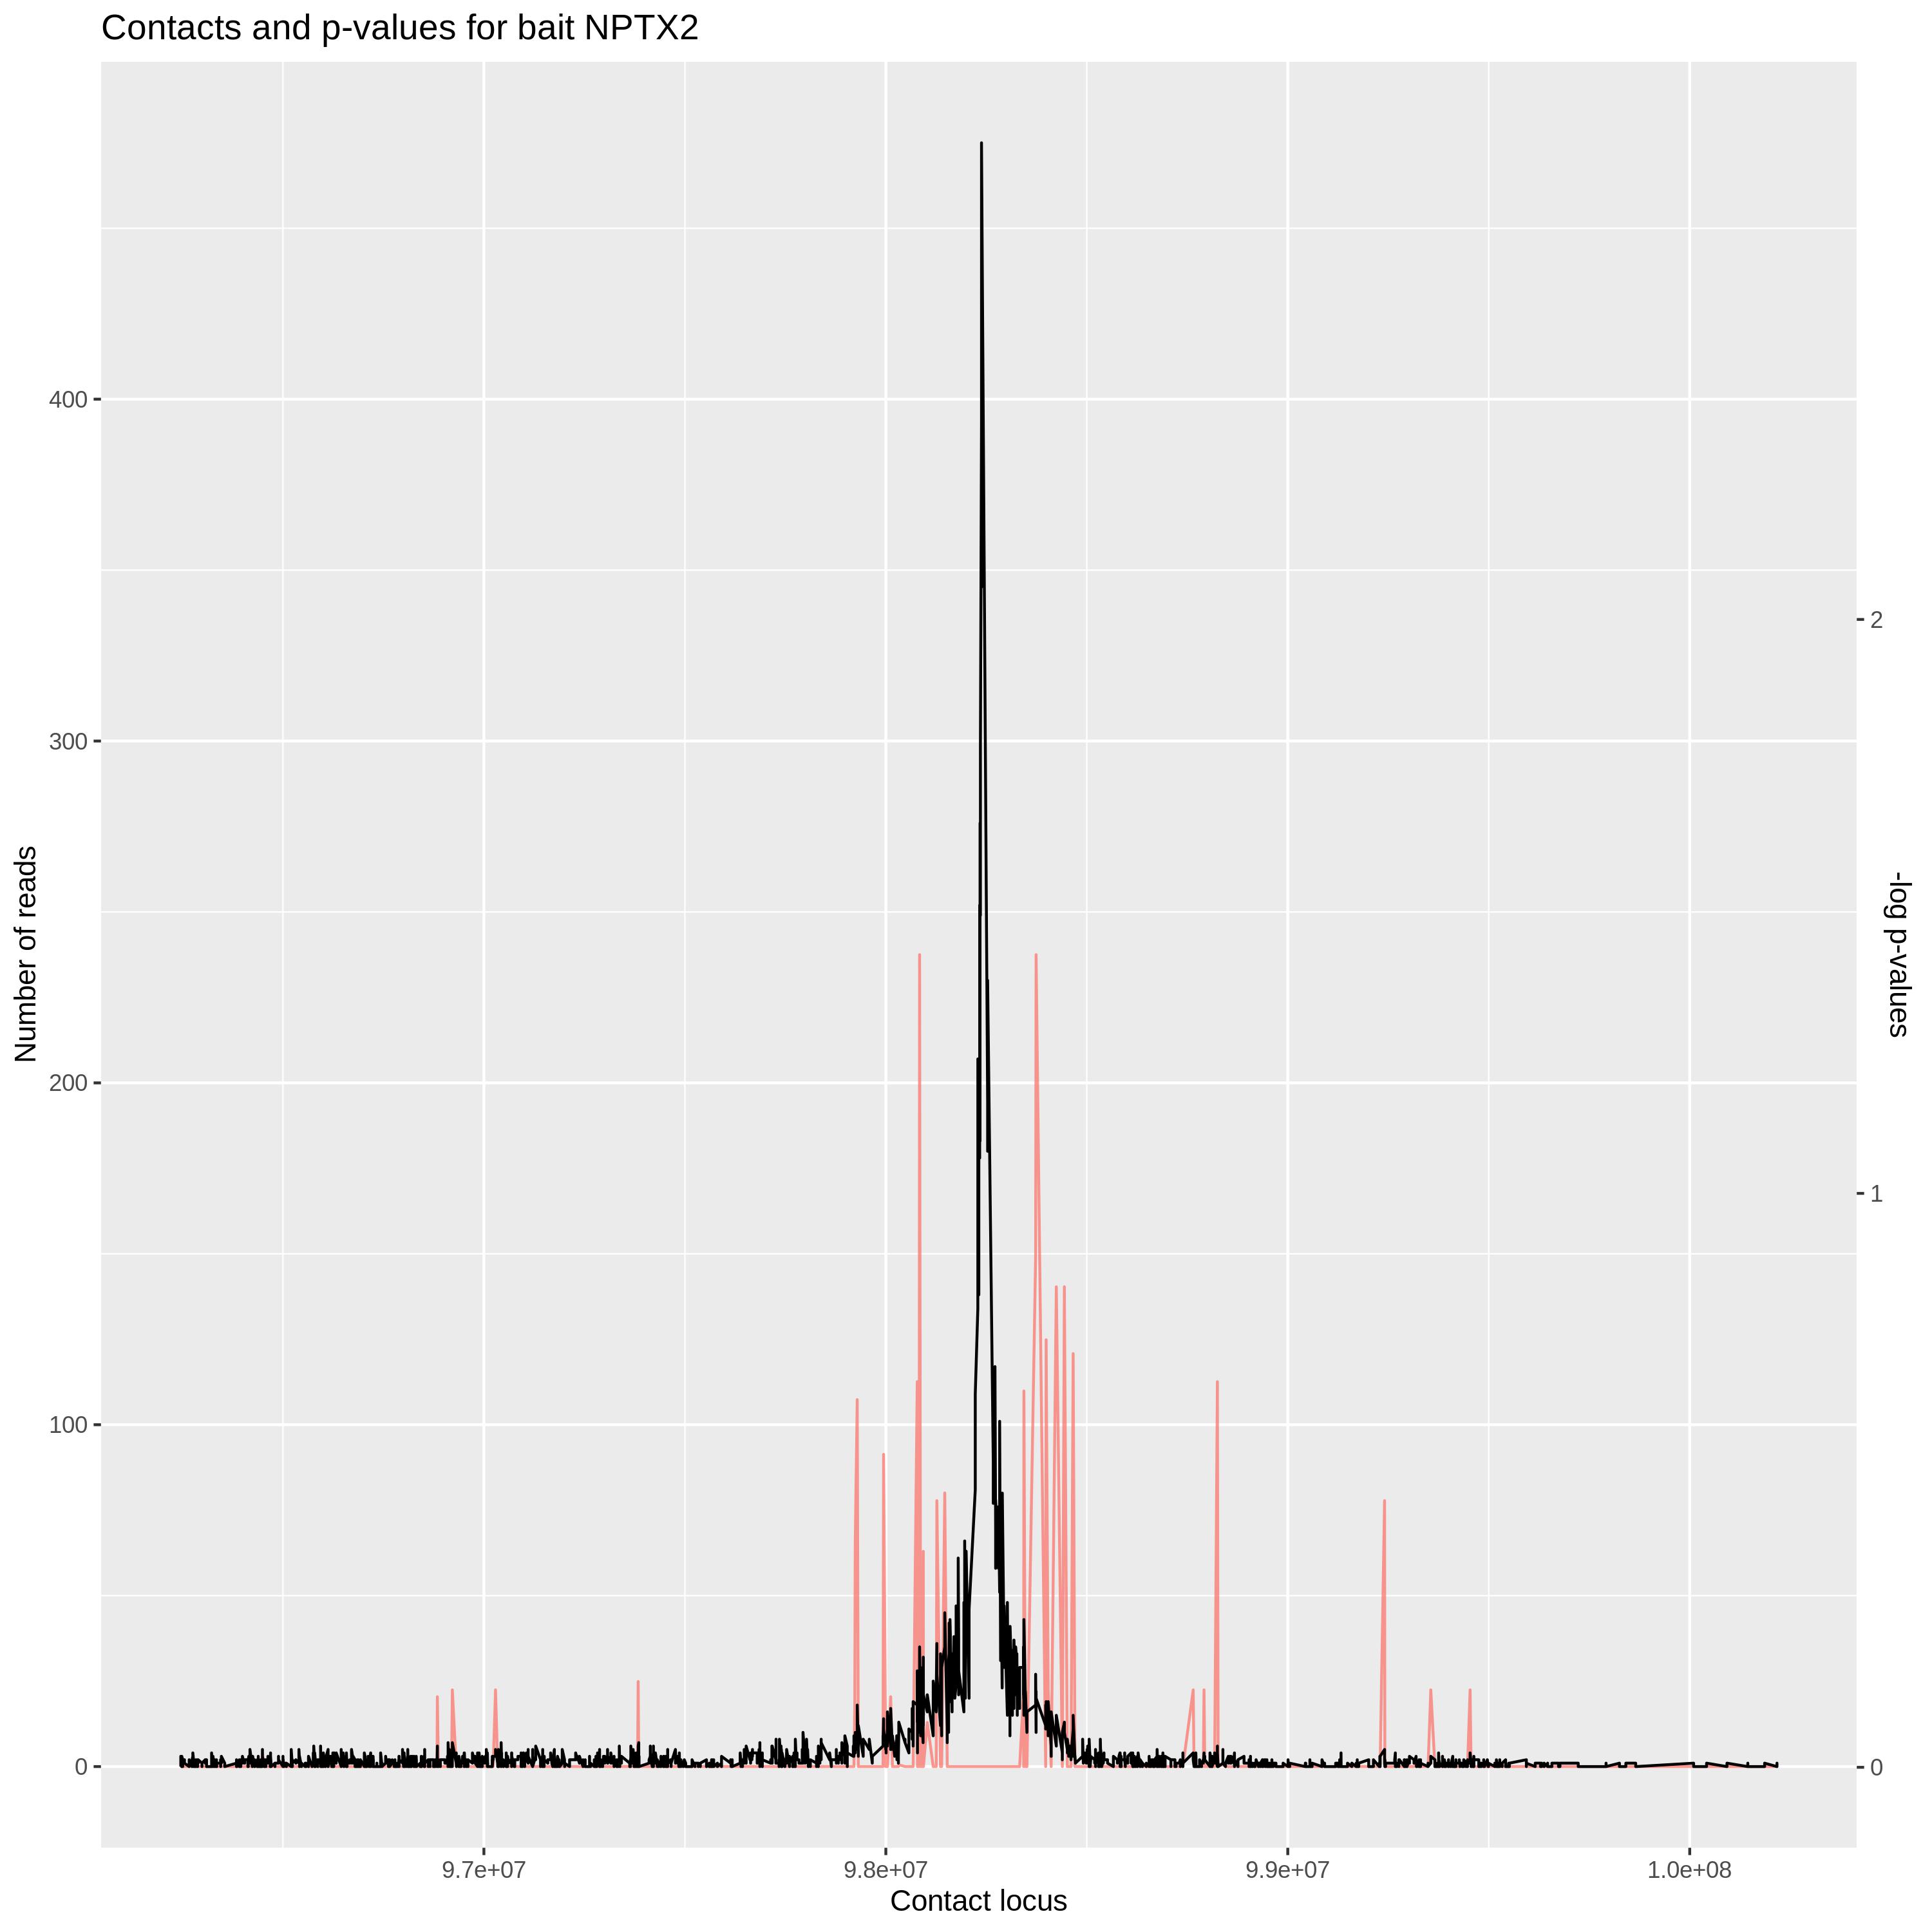 Contacts and p-values for bait NPTX2
Number of reads
400
300
200
100
0
2
1
0
-log p-values
9.7e+07
9.8e+07
9.9e+07
1.0e+08
Contact locus